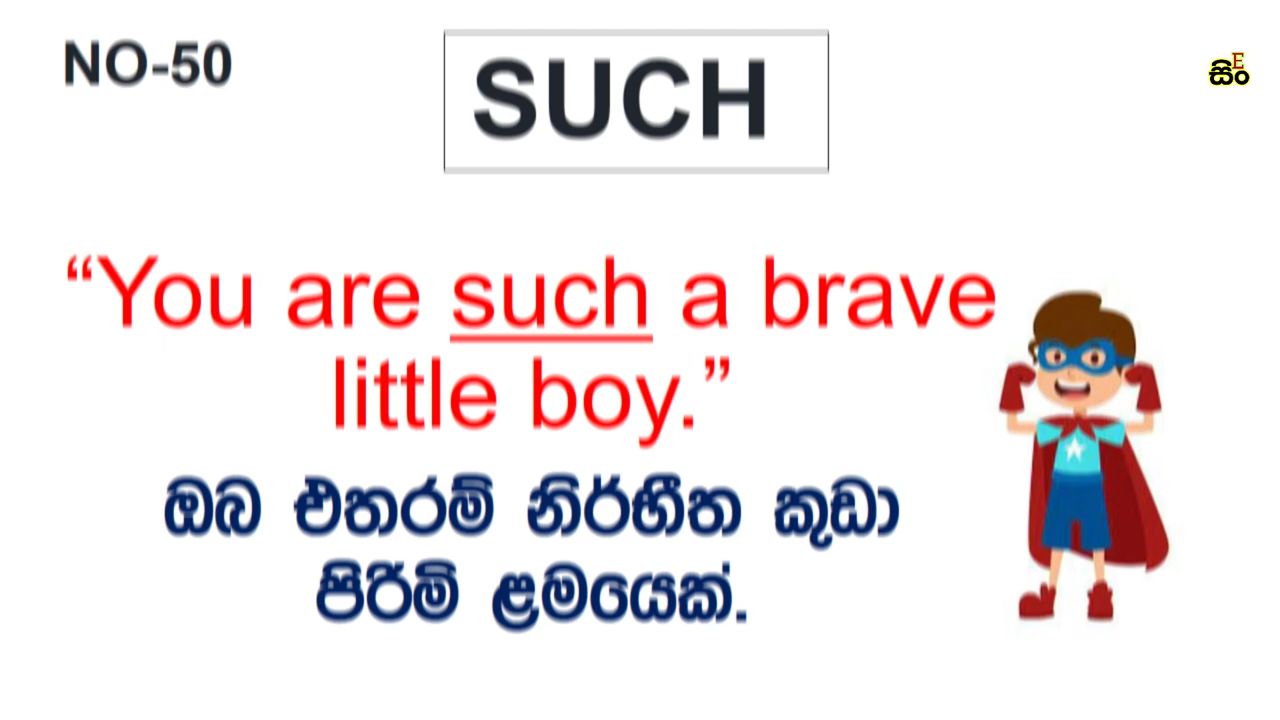 NO-50
SUCH
E
සිං
“You are such a brave
little boy.”
ඔබ එතරම් නිර්භීත කුඩා
පිරිමි ළමයෙක්.